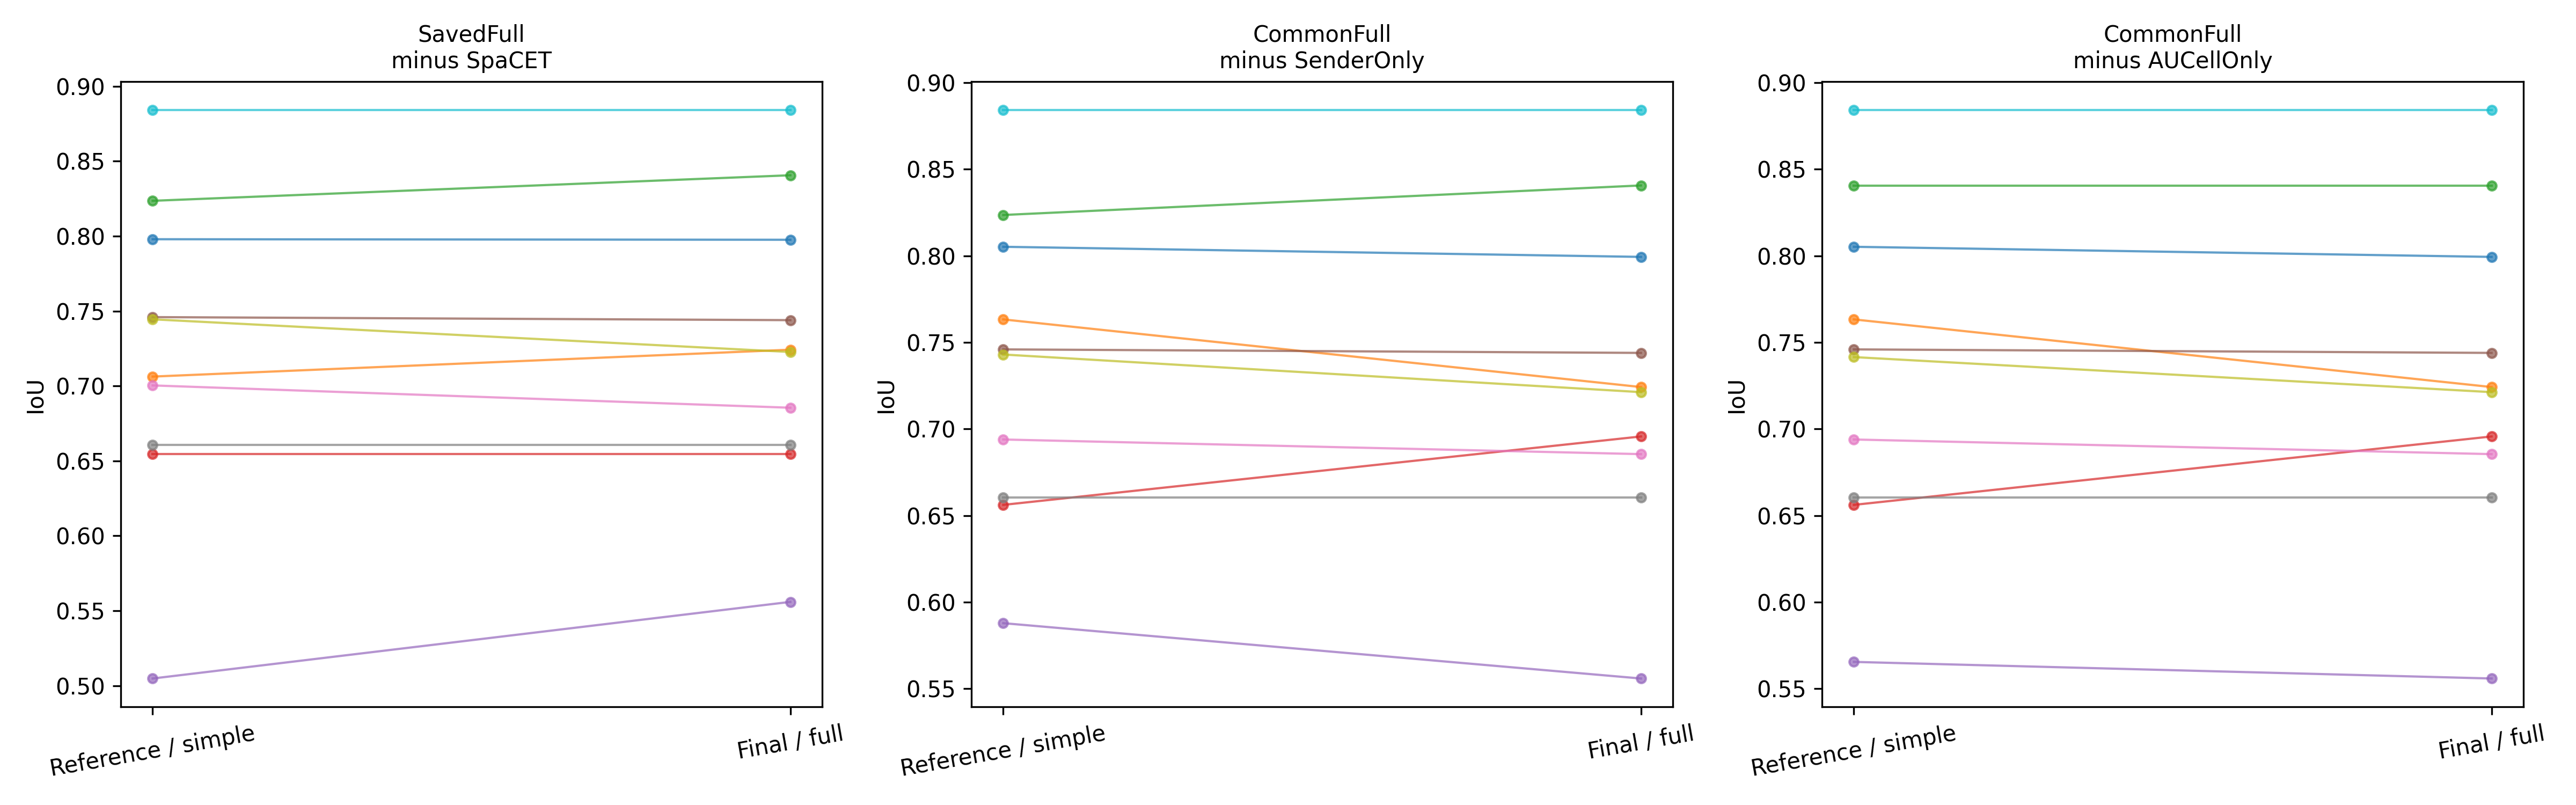 SavedFull
minus SpaCET
0.90
0.85
0.80
0.75
0.70
0.65
0.60
0.55
0.50
IoU
Reference / simple
Final / full
CommonFull
minus SenderOnly
0.90
0.85
0.80
0.75
0.70
0.65
0.60
0.55
IoU
Reference / simple
Final / full
CommonFull
minus AUCellOnly
0.90
0.85
0.80
0.75
0.70
0.65
0.60
0.55
IoU
Reference / simple
Final / full